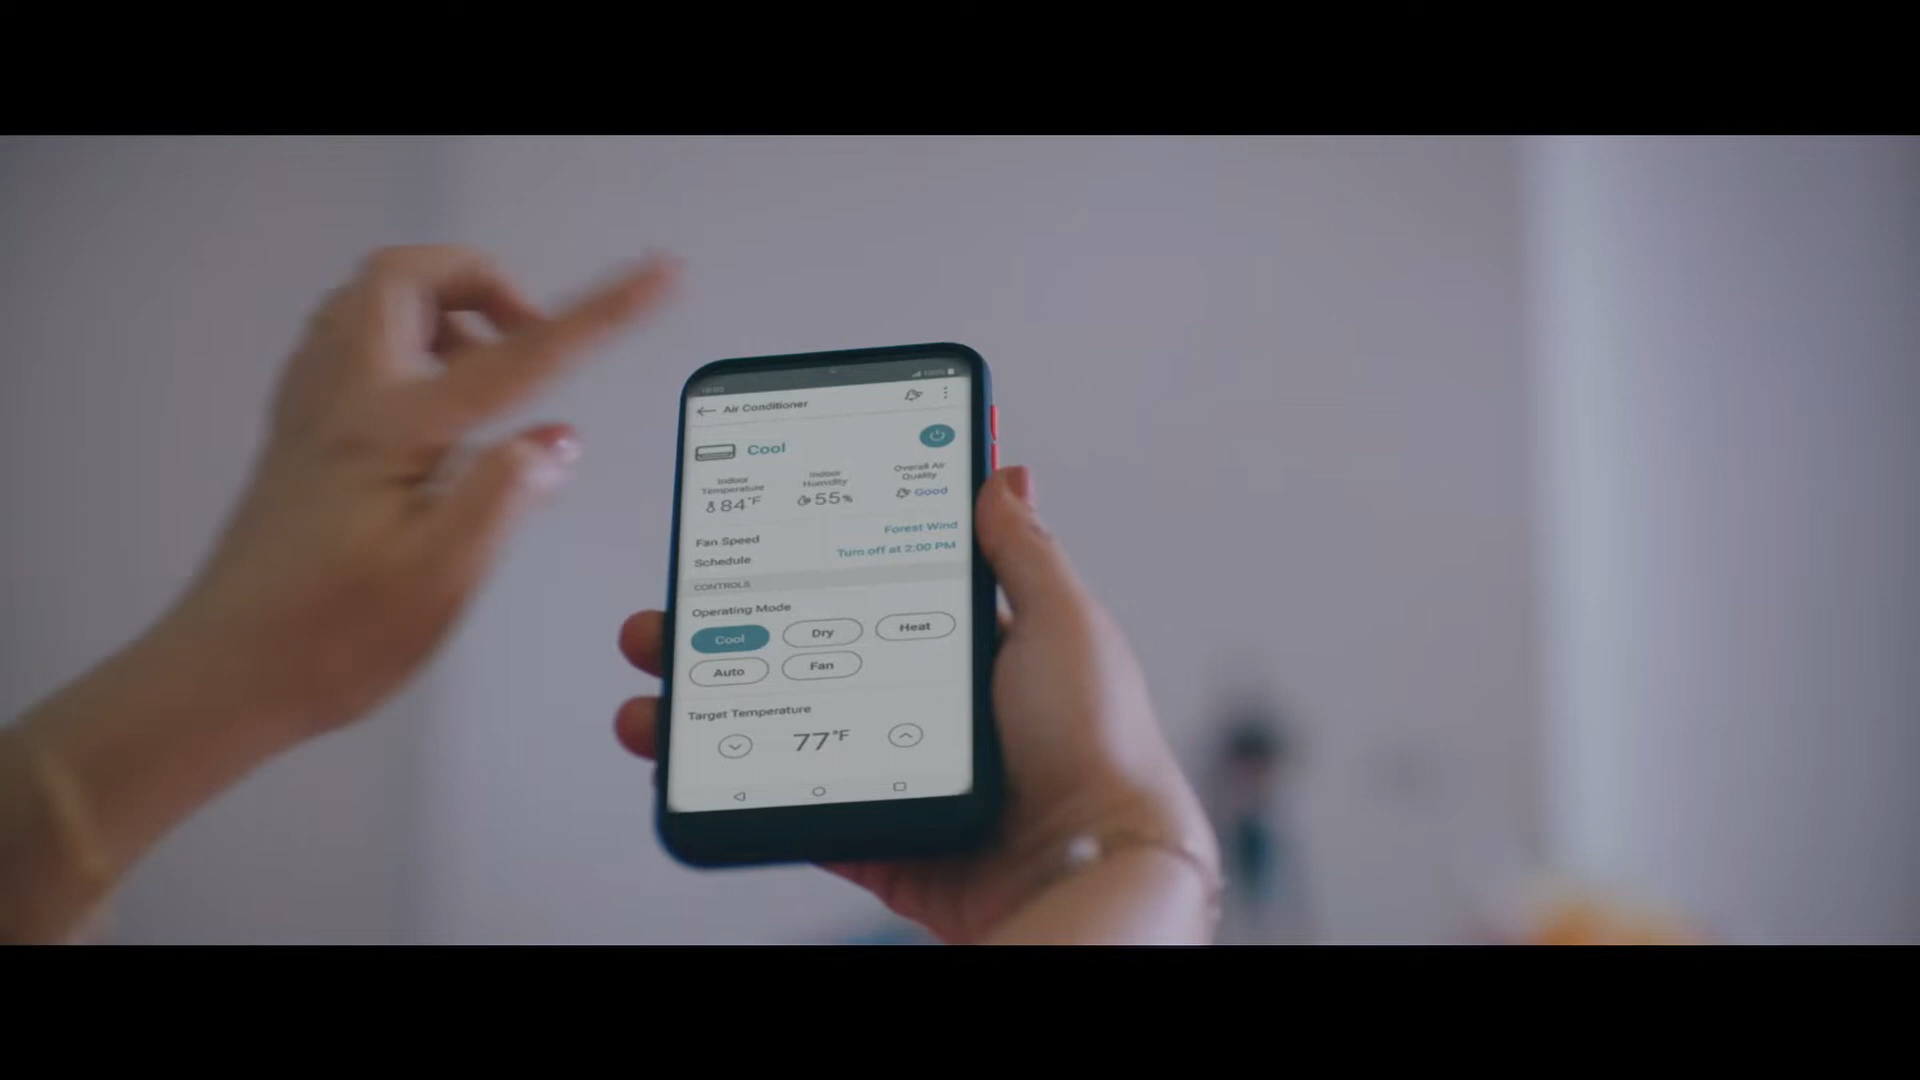 100%
Air Conditioner
Cool
Indoor
Temperature
84°F
Indoor
Humidity
55%
Overall Air
Quality
Good
Fan Speed
Forest Wind
Schedule
Turn off at 2:00 PM
CONTROLS
Operating Mode
Cool
Dry
Heat
Auto
Fan
Target Temperature
77°F